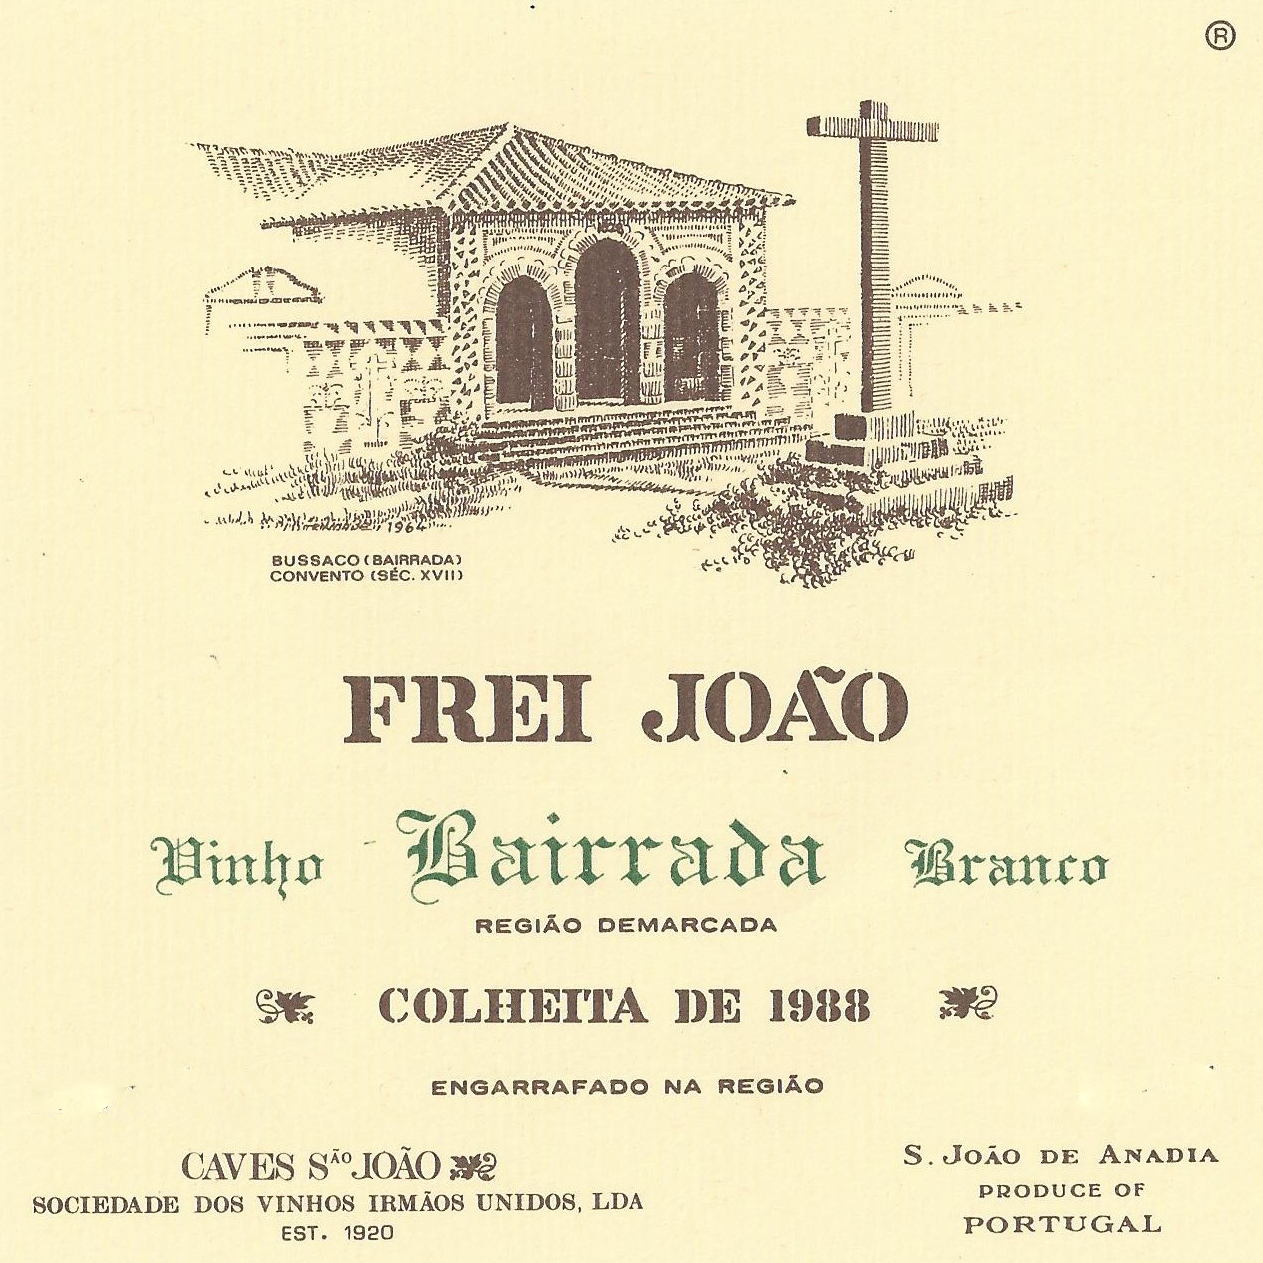 ®
1964
BUSSACO (BAIRRADA)
CONVENTO (SÉC. XVII)
FREI JOÃO
Vinho Bairrada Branco
REGIÃO DEMARCADA
COLHEITA DE 1988
ENGARRAFADO NA REGIÃO
CAVES SÃO JOÃO
SOCIEDADE DOS VINHOS IRMÃOS UNIDOS, LDA
EST. 1920
S. JOÃO DE ANADIA
PRODUCE OF
PORTUGAL